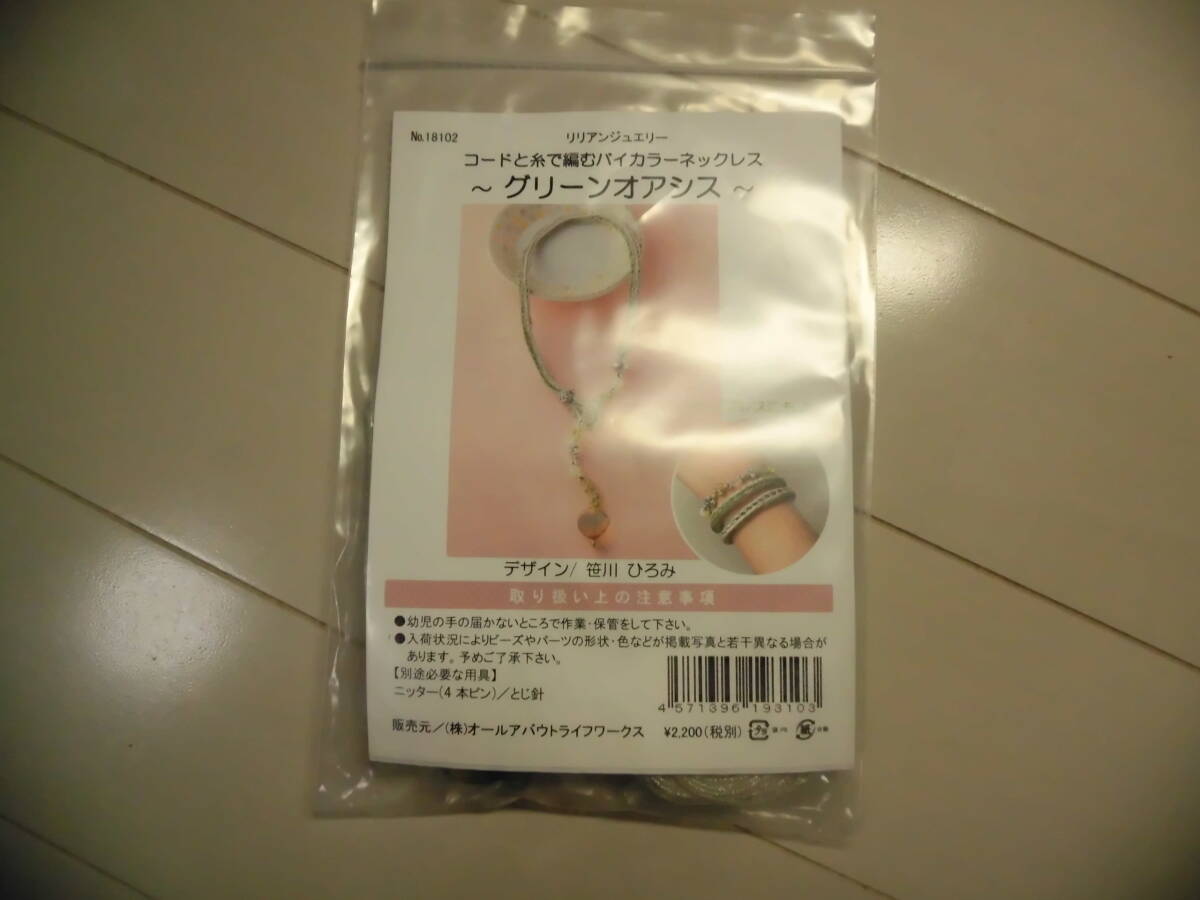 No.18102
リリアンジュエリー
コードと糸で編むバイカラーネックレス
～ グリーンオアシス ～
デザイン/ 笹川 ひろみ
取り扱い上の注意事項
●幼児の手の届かないところで作業・保管をして下さい。
●入荷状況によりビーズやパーツの形状・色などが掲載写真と若干異なる場合が
あります。予めご了承下さい。
【別途必要な用具】
ニッター(4 本ピン)／とじ針
4 571396 193103
販売元／(株)オールアバウトライフワークス
¥2,200(税別)
プラ
紙